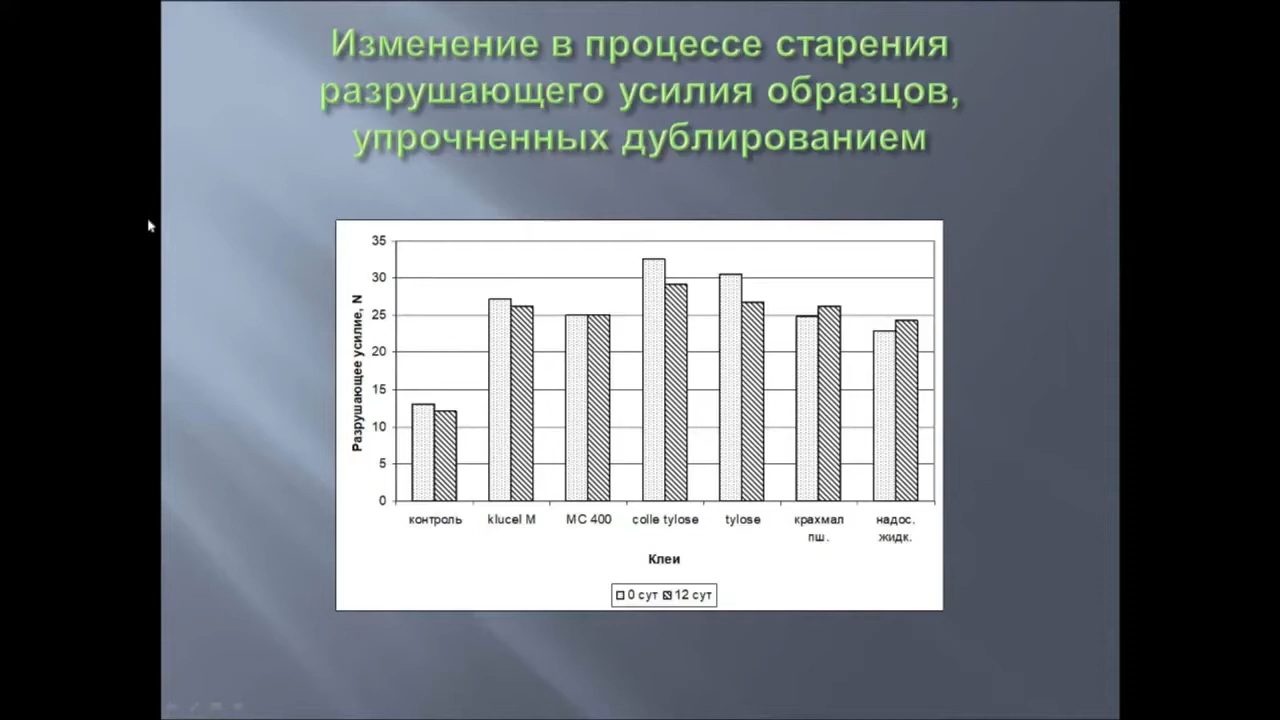 Изменение в процессе старения
разрушающего усилия образцов,
упрочненных дублированием
35
30
25
20
15
10
5
0
Разрушающее усилие, N
контроль klucel M МС 400 colle tylose tylose крахмал пш. надос. жидк.
Клеи
0 сут 12 сут